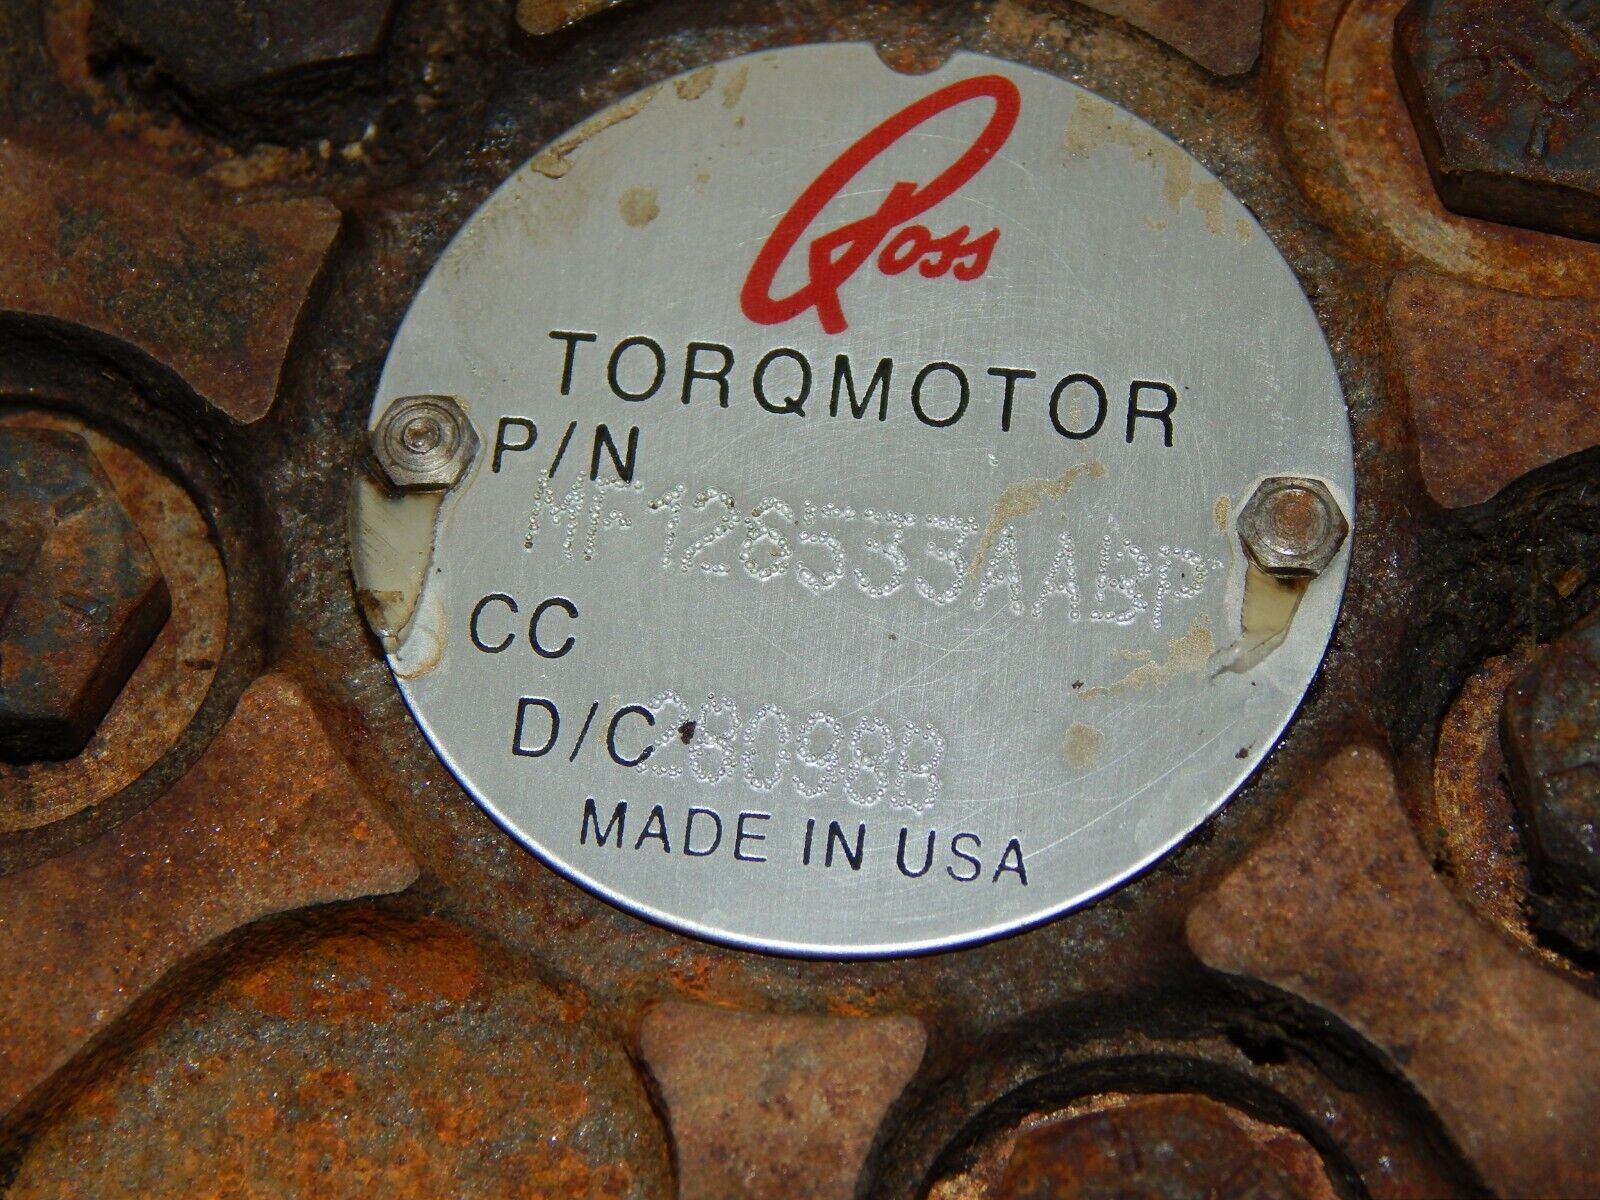 Ross
TORQMOTOR
P/N
MF126533AABP
CC
D/C 28098B
MADE IN USA